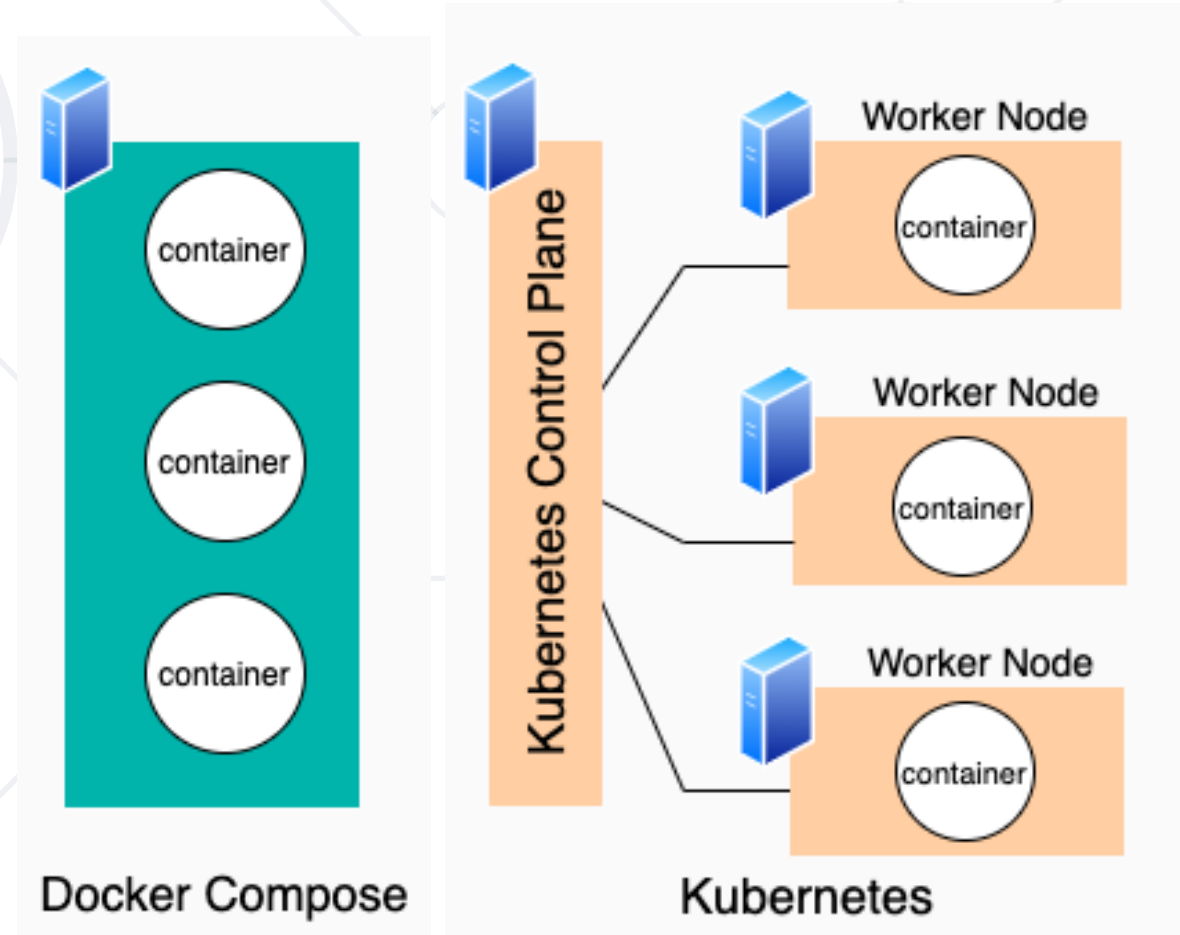 container
container
container
Docker Compose
Kubernetes Control Plane
Worker Node
container
Worker Node
container
Worker Node
container
Kubernetes